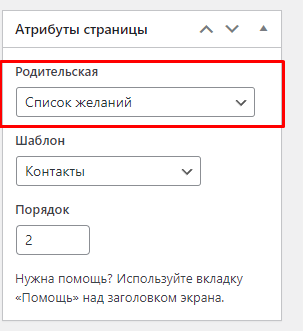 Атрибуты страницы
Родительская
Список желаний
Шаблон
Контакты
Порядок
2
Нужна помощь? Используйте вкладку
«Помощь» над заголовком экрана.